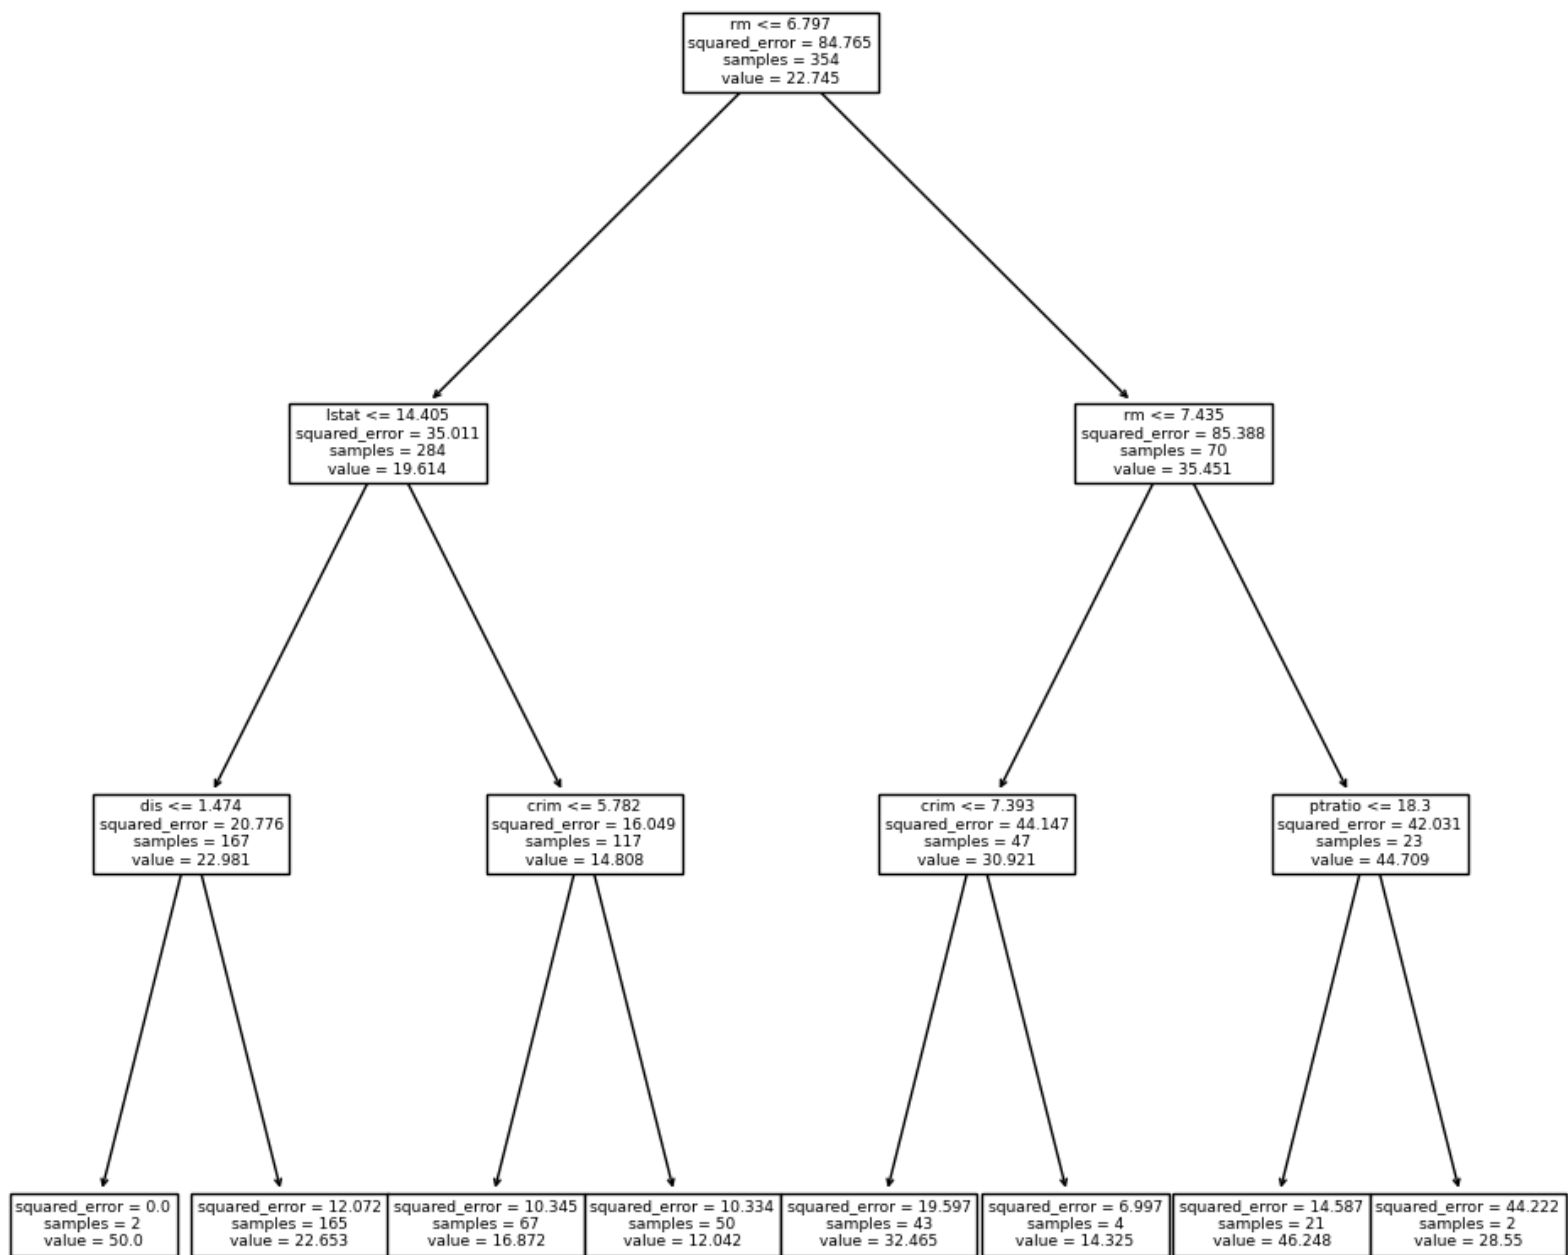 rm <= 6.797
squared_error = 84.765
samples = 354
value = 22.745
lstat <= 14.405
squared_error = 35.011
samples = 284
value = 19.614
rm <= 7.435
squared_error = 85.388
samples = 70
value = 35.451
dis <= 1.474
squared_error = 20.776
samples = 167
value = 22.981
crim <= 5.782
squared_error = 16.049
samples = 117
value = 14.808
crim <= 7.393
squared_error = 44.147
samples = 47
value = 30.921
ptratio <= 18.3
squared_error = 42.031
samples = 23
value = 44.709
squared_error = 0.0
samples = 2
value = 50.0
squared_error = 12.072
samples = 165
value = 22.653
squared_error = 10.345
samples = 67
value = 16.872
squared_error = 10.334
samples = 50
value = 12.042
squared_error = 19.597
samples = 43
value = 32.465
squared_error = 6.997
samples = 4
value = 14.325
squared_error = 14.587
samples = 21
value = 46.248
squared_error = 44.222
samples = 2
value = 28.55